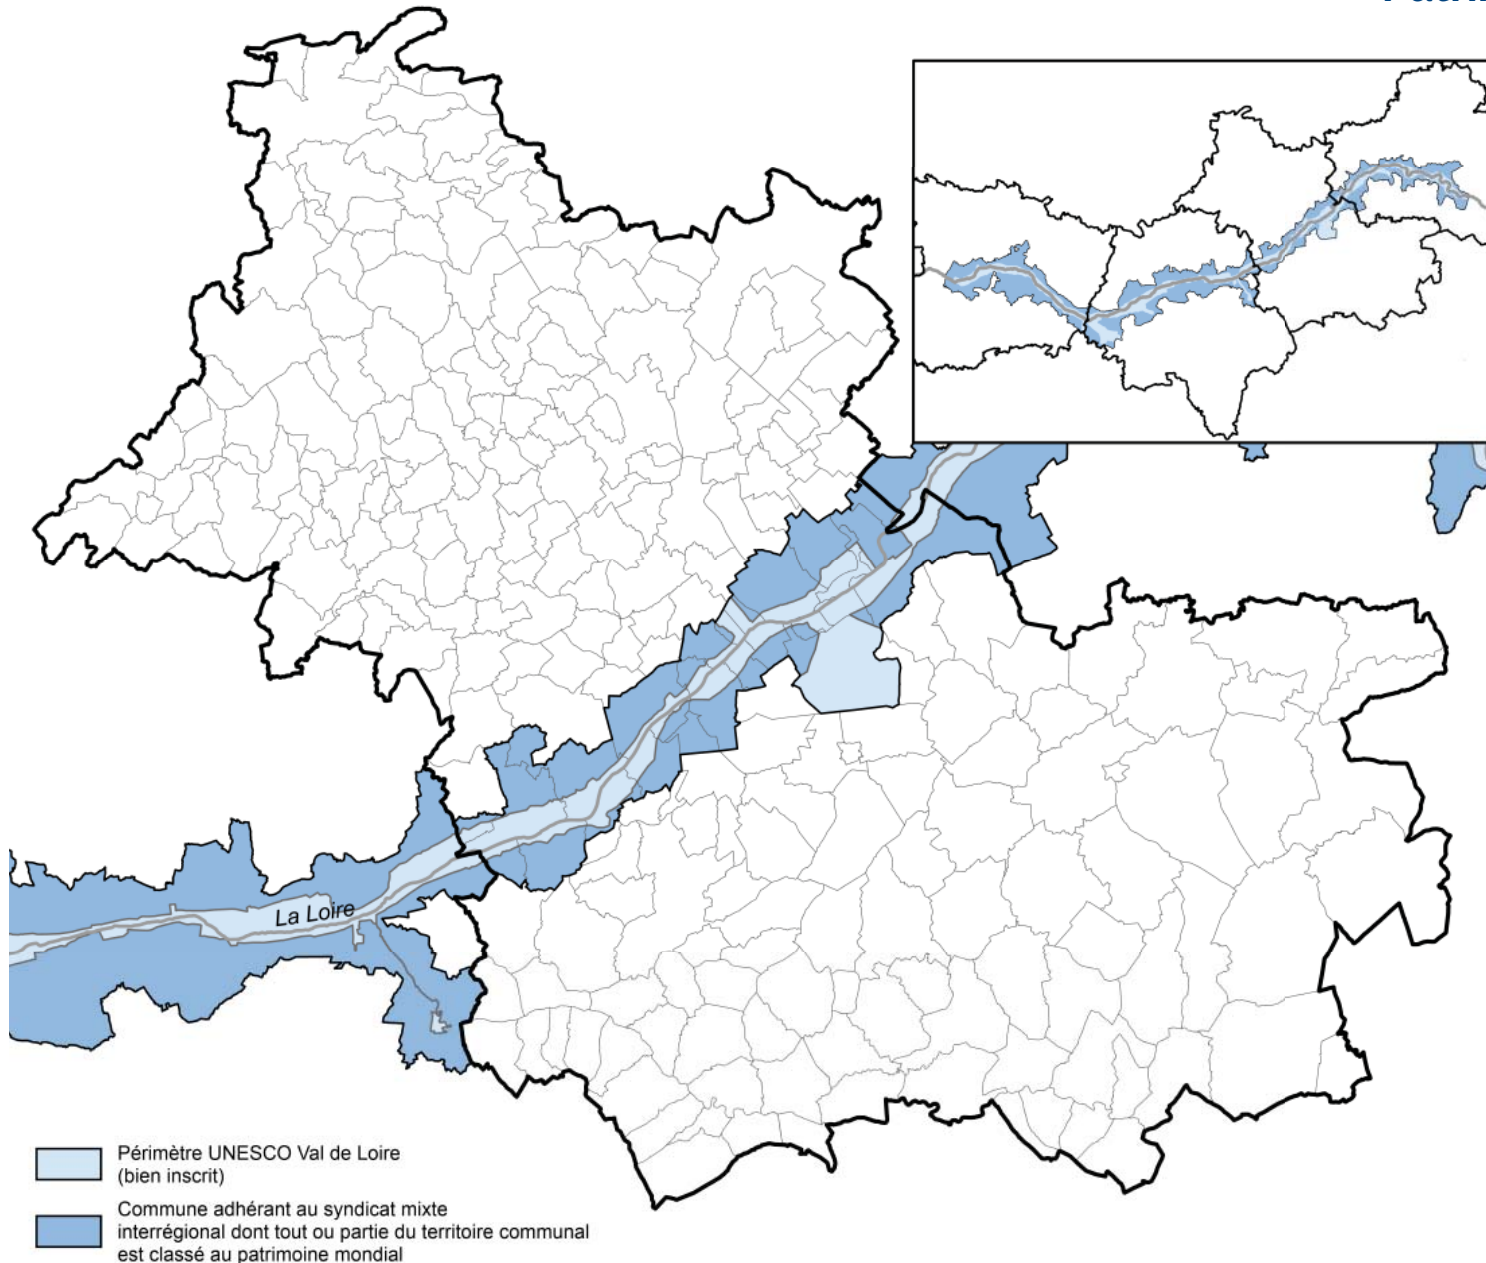 La Loire
Périmètre UNESCO Val de Loire
(bien inscrit)
Commune adhérant au syndicat mixte
interrégional dont tout ou partie du territoire communal
est classé au patrimoine mondial